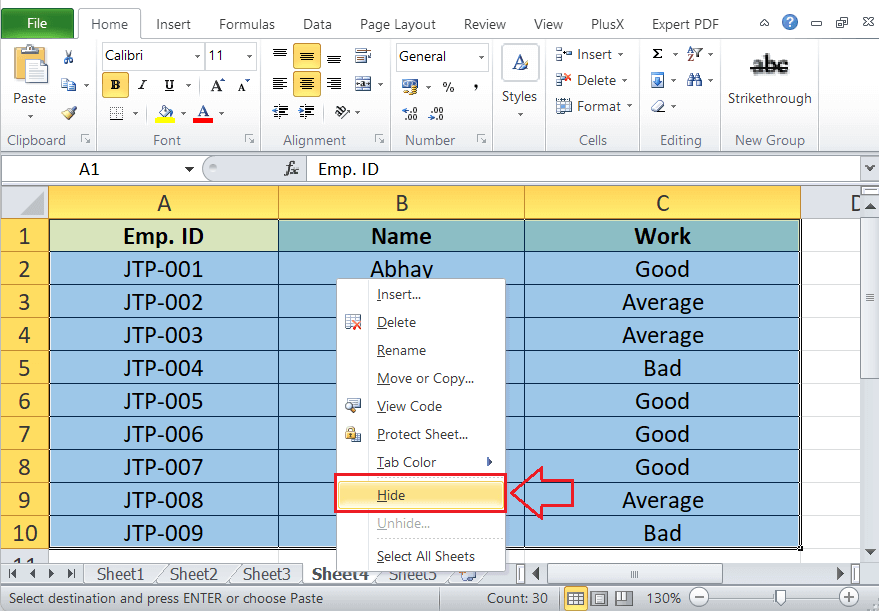 File Home Insert Formulas Data Page Layout Review View PlusX Expert PDF
Calibri 11 General Insert Σ abc
Paste B I U A A % , Styles Delete Strikethrough
A .00 .00 Format
Clipboard Font Alignment Number Cells Editing New Group
A1 fx Emp. ID
A B C D
1 Emp. ID Name Work
2 JTP-001 Abhay Good
3 JTP-002 Average
4 JTP-003 Average
5 JTP-004 Bad
6 JTP-005 Good
7 JTP-006 Good
8 JTP-007 Good
9 JTP-008 Average
10 JTP-009 Bad
11
Insert...
Delete
Rename
Move or Copy...
View Code
Protect Sheet...
Tab Color
Hide
Unhide...
Select All Sheets
Sheet1 Sheet2 Sheet3 Sheet4 Sheet5
Select destination and press ENTER or choose Paste Count: 30 130%